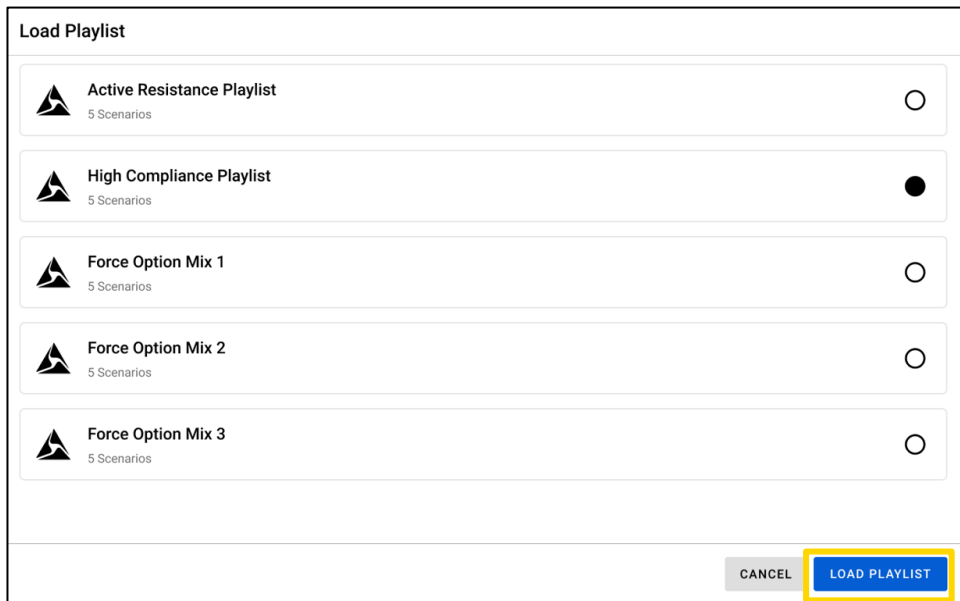 Load Playlist
Active Resistance Playlist
5 Scenarios
High Compliance Playlist
5 Scenarios
Force Option Mix 1
5 Scenarios
Force Option Mix 2
5 Scenarios
Force Option Mix 3
5 Scenarios
CANCEL LOAD PLAYLIST